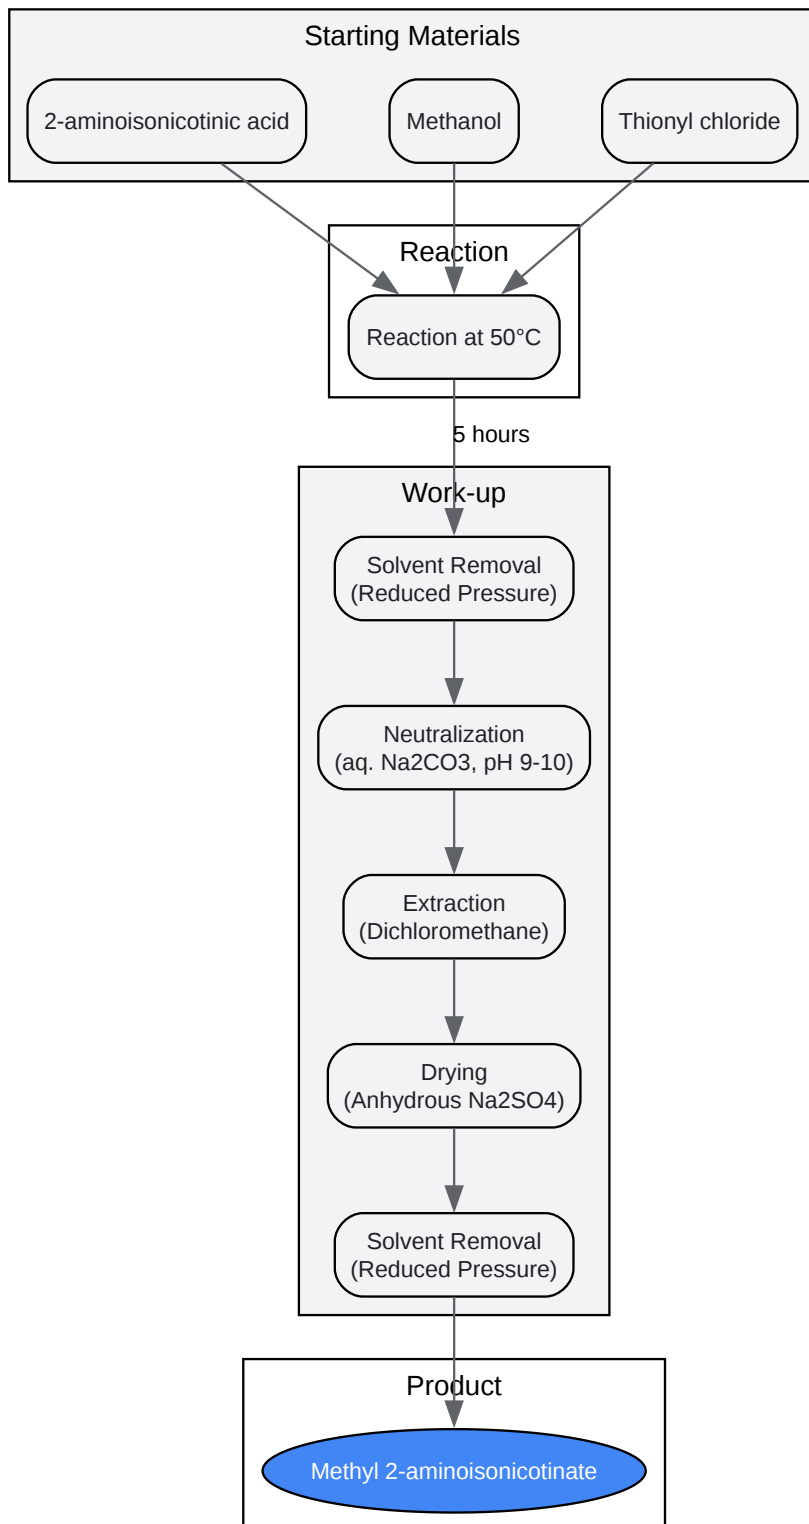 Starting Materials
2-aminoisonicotinic acid
Methanol
Thionyl chloride
Reaction
Reaction at 50°C
5 hours
Work-up
Solvent Removal
(Reduced Pressure)
Neutralization
(aq. Na2CO3, pH 9-10)
Extraction
(Dichloromethane)
Drying
(Anhydrous Na2SO4)
Solvent Removal
(Reduced Pressure)
Product
Methyl 2-aminoisonicotinate